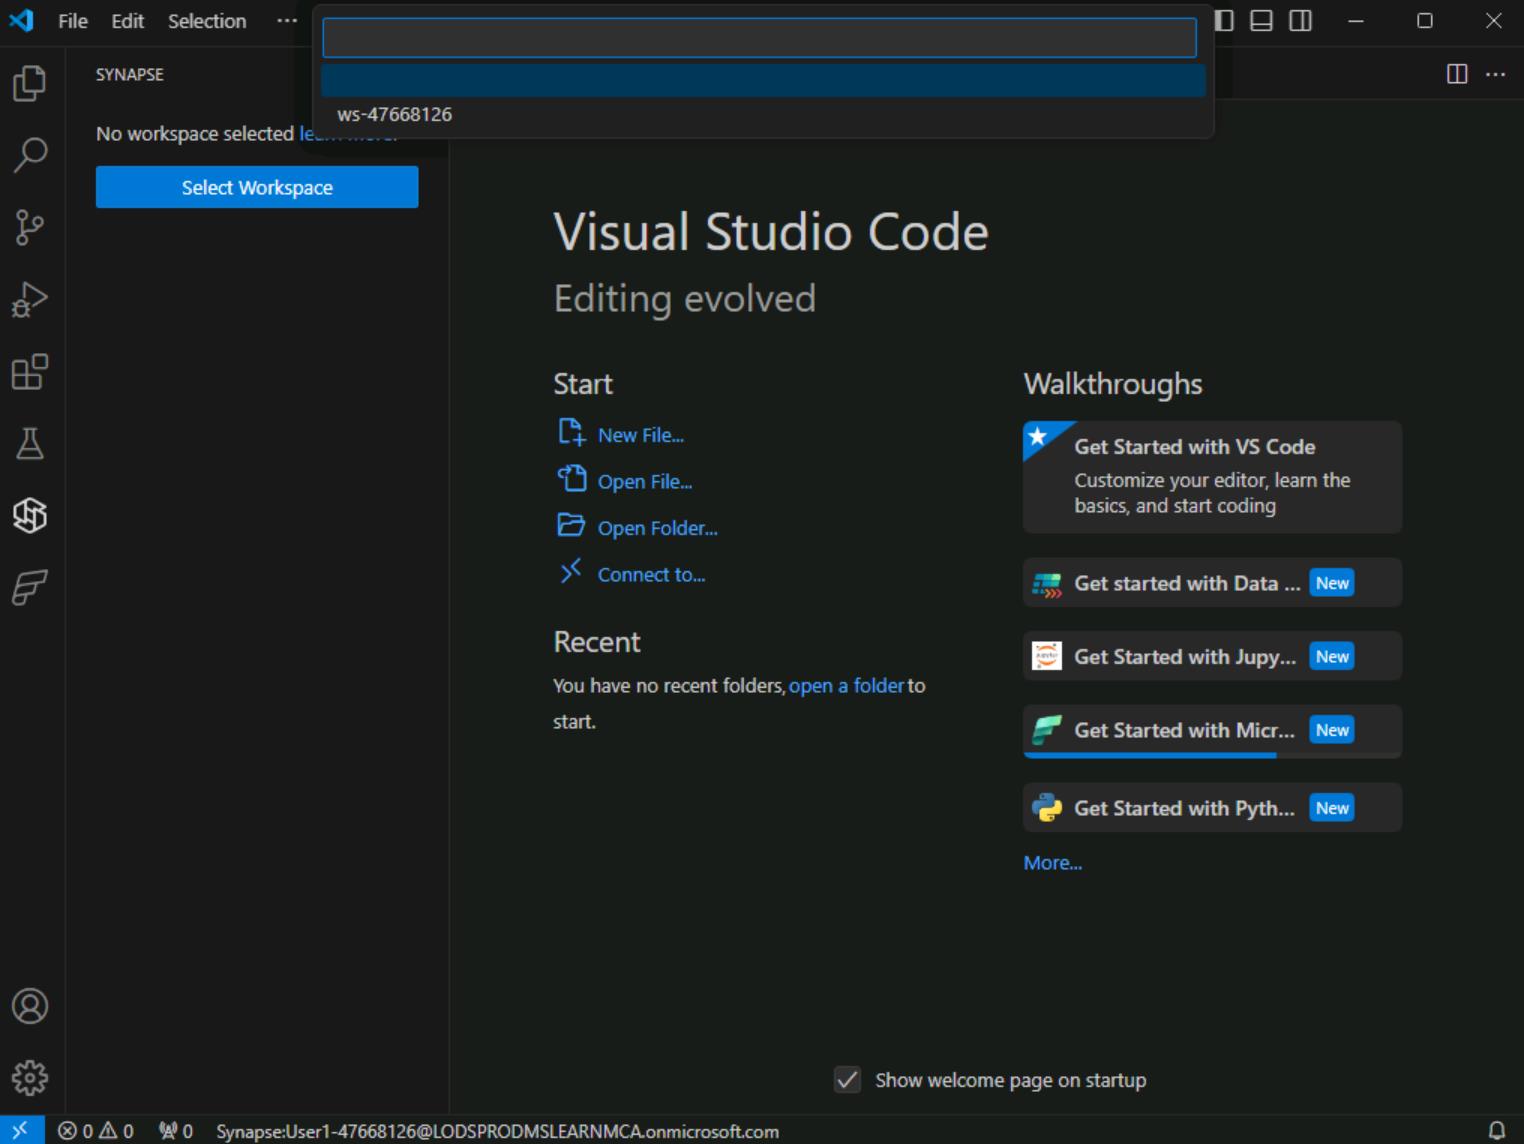 File Edit Selection ···
SYNAPSE
ws-47668126
No workspace selected
Select Workspace
Visual Studio Code
Editing evolved
Start
New File...
Open File...
Open Folder...
Connect to...
Recent
You have no recent folders, open a folder to
start.
Walkthroughs
Get Started with VS Code
Customize your editor, learn the
basics, and start coding
Get started with Data ... New
Get Started with Jupy... New
Get Started with Micr... New
Get Started with Pyth... New
More...
Show welcome page on startup
0 0 0 Synapse:User1-47668126@LODSPRODMSLEARNMCA.onmicrosoft.com